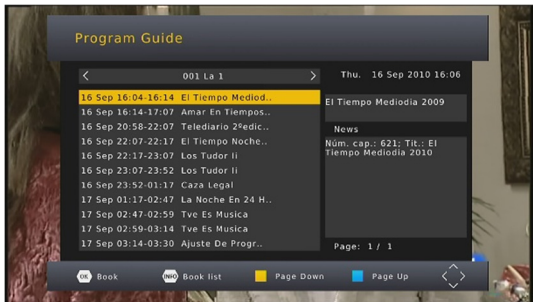 Program Guide
001 La 1
Thu. 16 Sep 2010 16:06
16 Sep 16:04-16:14 El Tiempo Mediod..
16 Sep 16:14-17:07 Amar En Tiempos..
16 Sep 20:58-22:07 Telediario 2ªedic..
16 Sep 22:07-22:17 El Tiempo Noche..
16 Sep 22:17-23:07 Los Tudor Ii
16 Sep 23:07-23:52 Los Tudor Ii
16 Sep 23:52-01:17 Caza Legal
17 Sep 01:17-02:47 La Noche En 24 H..
17 Sep 02:47-02:59 Tve Es Musica
17 Sep 02:59-03:14 Tve Es Musica
17 Sep 03:14-03:30 Ajuste De Progr..
El Tiempo Mediodia 2009
News
Núm. cap.: 621; Tit.: El
Tiempo Mediodía 2010
Page: 1/ 1
OK Book
INFO Book list
Page Down
Page Up